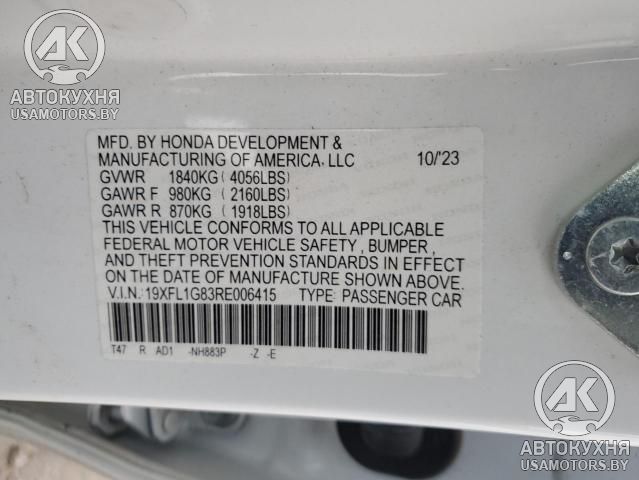 АК
АВТОКУХНЯ
USAMOTORS.BY
MFD. BY HONDA DEVELOPMENT &
MANUFACTURING OF AMERICA, LLC 10/'23
GVWR 1840KG ( 4056LBS)
GAWR F 980KG ( 2160LBS)
GAWR R 870KG ( 1918LBS)
THIS VEHICLE CONFORMS TO ALL APPLICABLE
FEDERAL MOTOR VEHICLE SAFETY , BUMPER ,
AND THEFT PREVENTION STANDARDS IN EFFECT
ON THE DATE OF MANUFACTURE SHOWN ABOVE.
V.I.N.:19XFL1G83RE006415 TYPE: PASSENGER CAR
T47 R AD1 -NH883P -Z -E
АК
АВТОКУХНЯ
USAMOTORS.BY